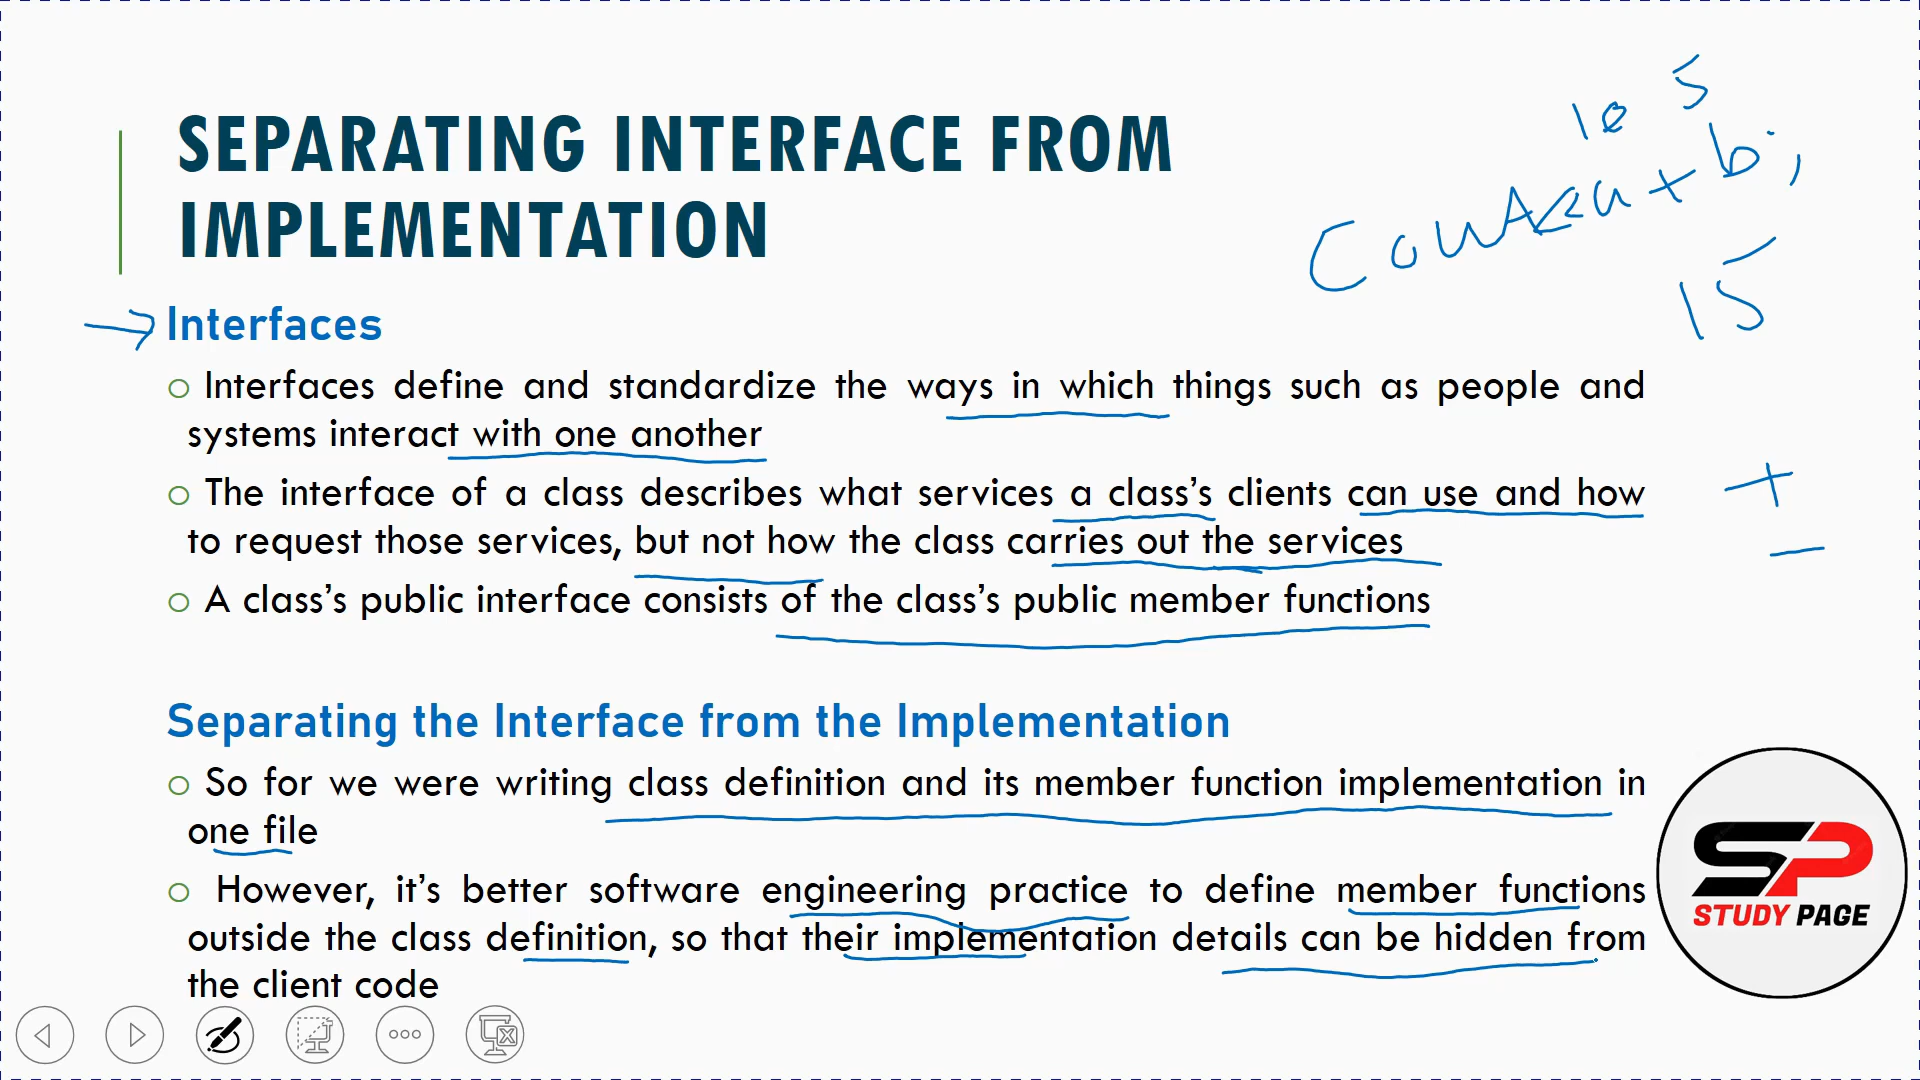 SEPARATING INTERFACE FROM
IMPLEMENTATION
10 5
Cout<<a+b;
15
Interfaces
Interfaces define and standardize the ways in which things such as people and
systems interact with one another
The interface of a class describes what services a class’s clients can use and how
to request those services, but not how the class carries out the services
A class’s public interface consists of the class’s public member functions
+
−
Separating the Interface from the Implementation
So for we were writing class definition and its member function implementation in
one file
However, it’s better software engineering practice to define member functions
outside the class definition, so that their implementation details can be hidden from
the client code
SP
STUDY PAGE